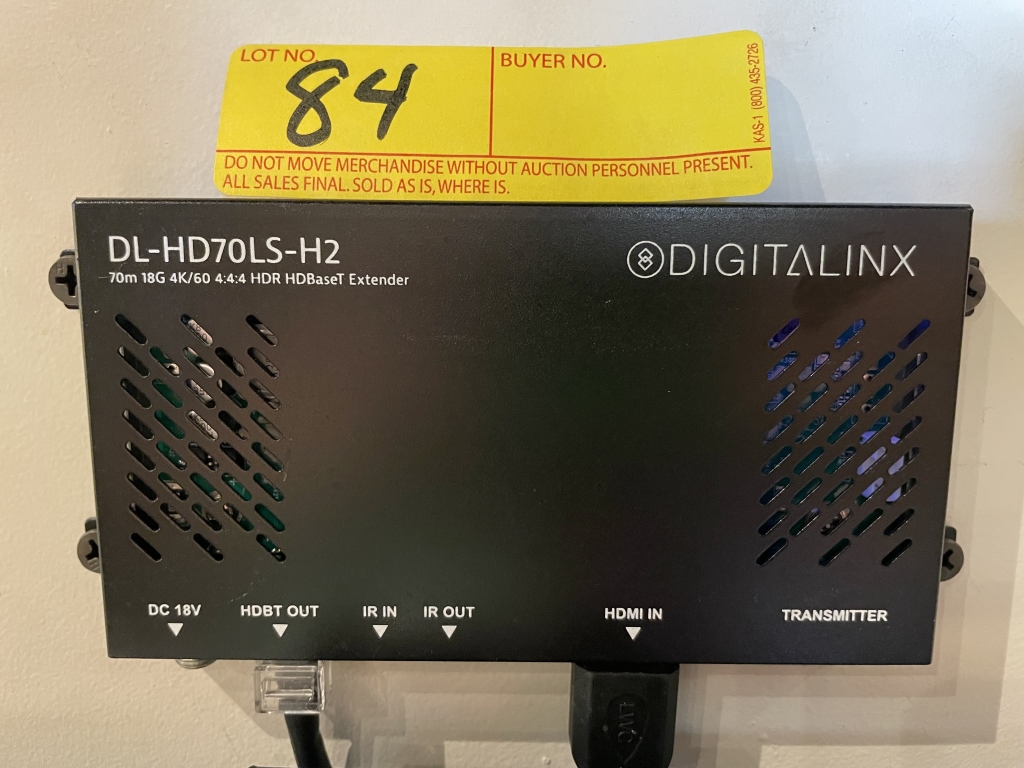 LOT NO.
84
BUYER NO.
KAS-1 (800) 435-2726
DO NOT MOVE MERCHANDISE WITHOUT AUCTION PERSONNEL PRESENT.
ALL SALES FINAL. SOLD AS IS, WHERE IS.
DL-HD70LS-H2
70m 18G 4K/60 4:4:4 HDR HDBaseT Extender
DIGITALINX
DC 18V
HDBT OUT
IR IN
IR OUT
HDMI IN
TRANSMITTER